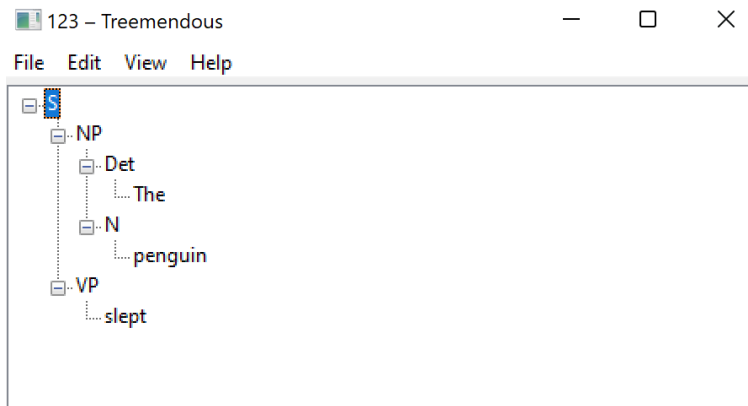 123 – Treemendous
File Edit View Help
S
NP
Det
The
N
penguin
VP
slept